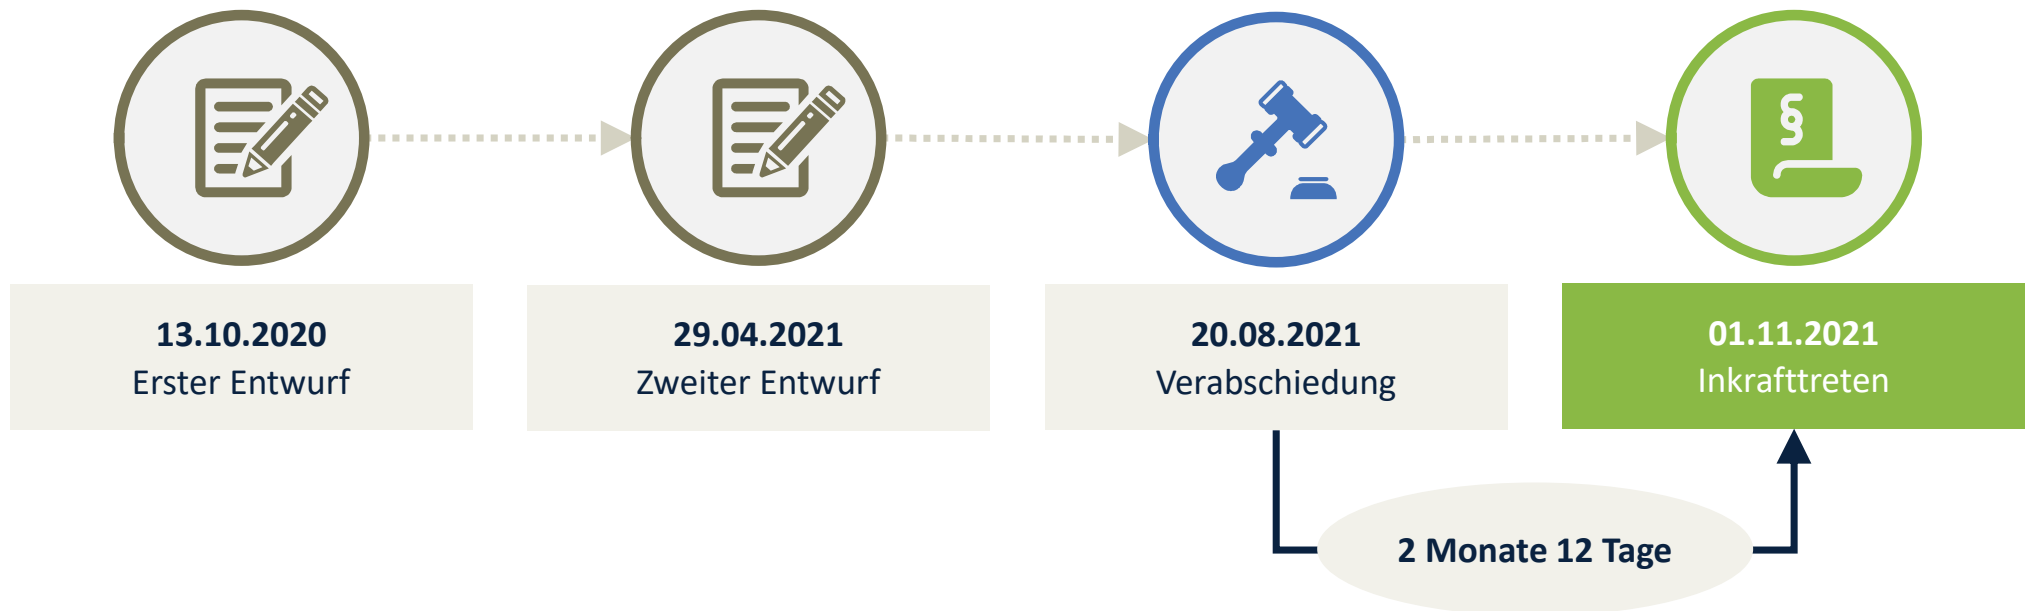 §
13.10.2020
Erster Entwurf
29.04.2021
Zweiter Entwurf
20.08.2021
Verabschiedung
01.11.2021
Inkrafttreten
2 Monate 12 Tage